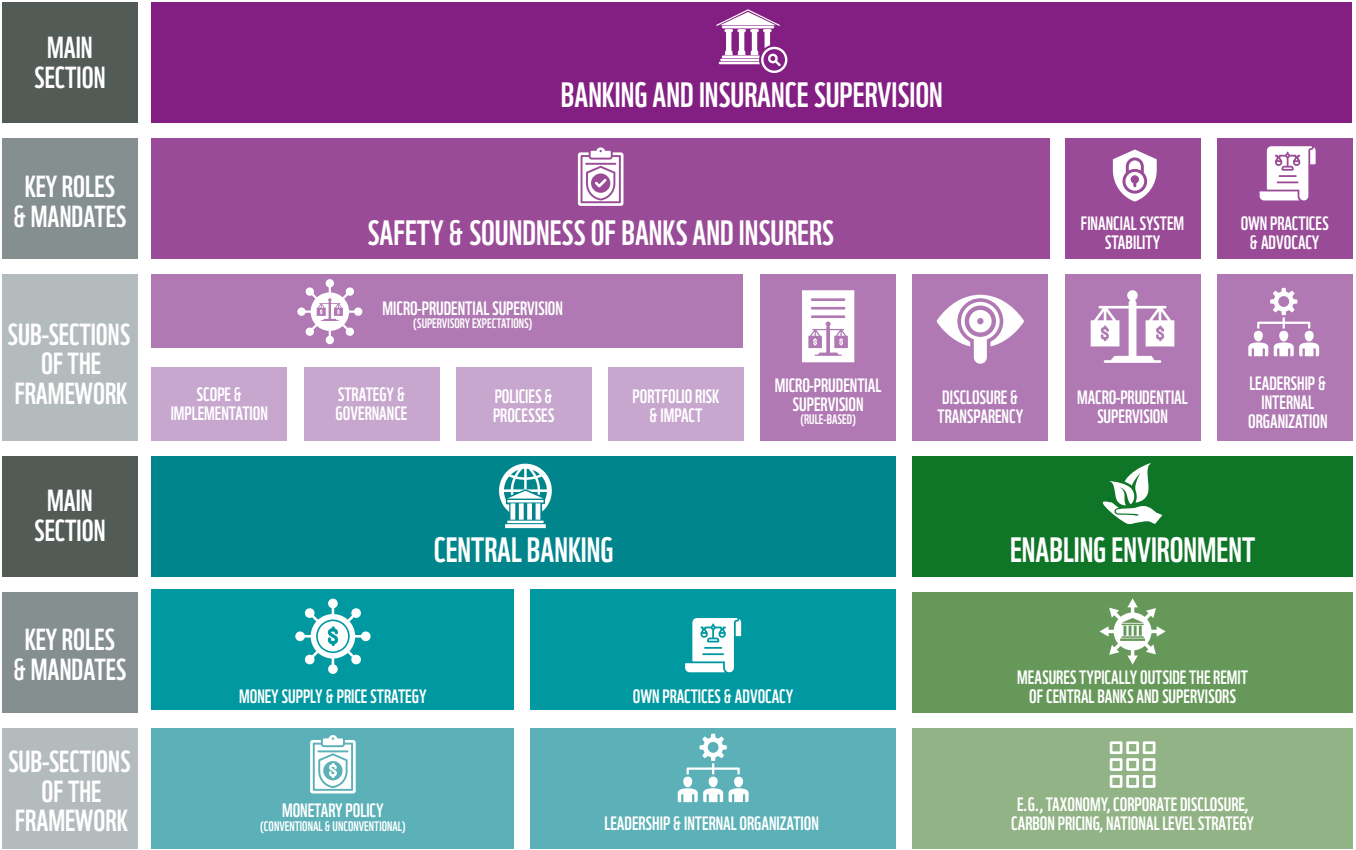 MAIN
SECTION
BANKING AND INSURANCE SUPERVISION
KEY ROLES
& MANDATES
SAFETY & SOUNDNESS OF BANKS AND INSURERS
FINANCIAL SYSTEM
STABILITY
OWN PRACTICES
& ADVOCACY
SUB-SECTIONS
OF THE
FRAMEWORK
MICRO-PRUDENTIAL SUPERVISION
(SUPERVISORY EXPECTATIONS)
SCOPE &
IMPLEMENTATION
STRATEGY &
GOVERNANCE
POLICIES &
PROCESSES
PORTFOLIO RISK
& IMPACT
MICRO-PRUDENTIAL
SUPERVISION
(RULE-BASED)
DISCLOSURE &
TRANSPARENCY
$ $
MACRO-PRUDENTIAL
SUPERVISION
LEADERSHIP &
INTERNAL
ORGANIZATION
MAIN
SECTION
CENTRAL BANKING
ENABLING ENVIRONMENT
KEY ROLES
& MANDATES
$
MONEY SUPPLY & PRICE STRATEGY
OWN PRACTICES & ADVOCACY
MEASURES TYPICALLY OUTSIDE THE REMIT
OF CENTRAL BANKS AND SUPERVISORS
SUB-SECTIONS
OF THE
FRAMEWORK
$
MONETARY POLICY
(CONVENTIONAL & UNCONVENTIONAL)
LEADERSHIP & INTERNAL ORGANIZATION
E.G., TAXONOMY, CORPORATE DISCLOSURE,
CARBON PRICING, NATIONAL LEVEL STRATEGY